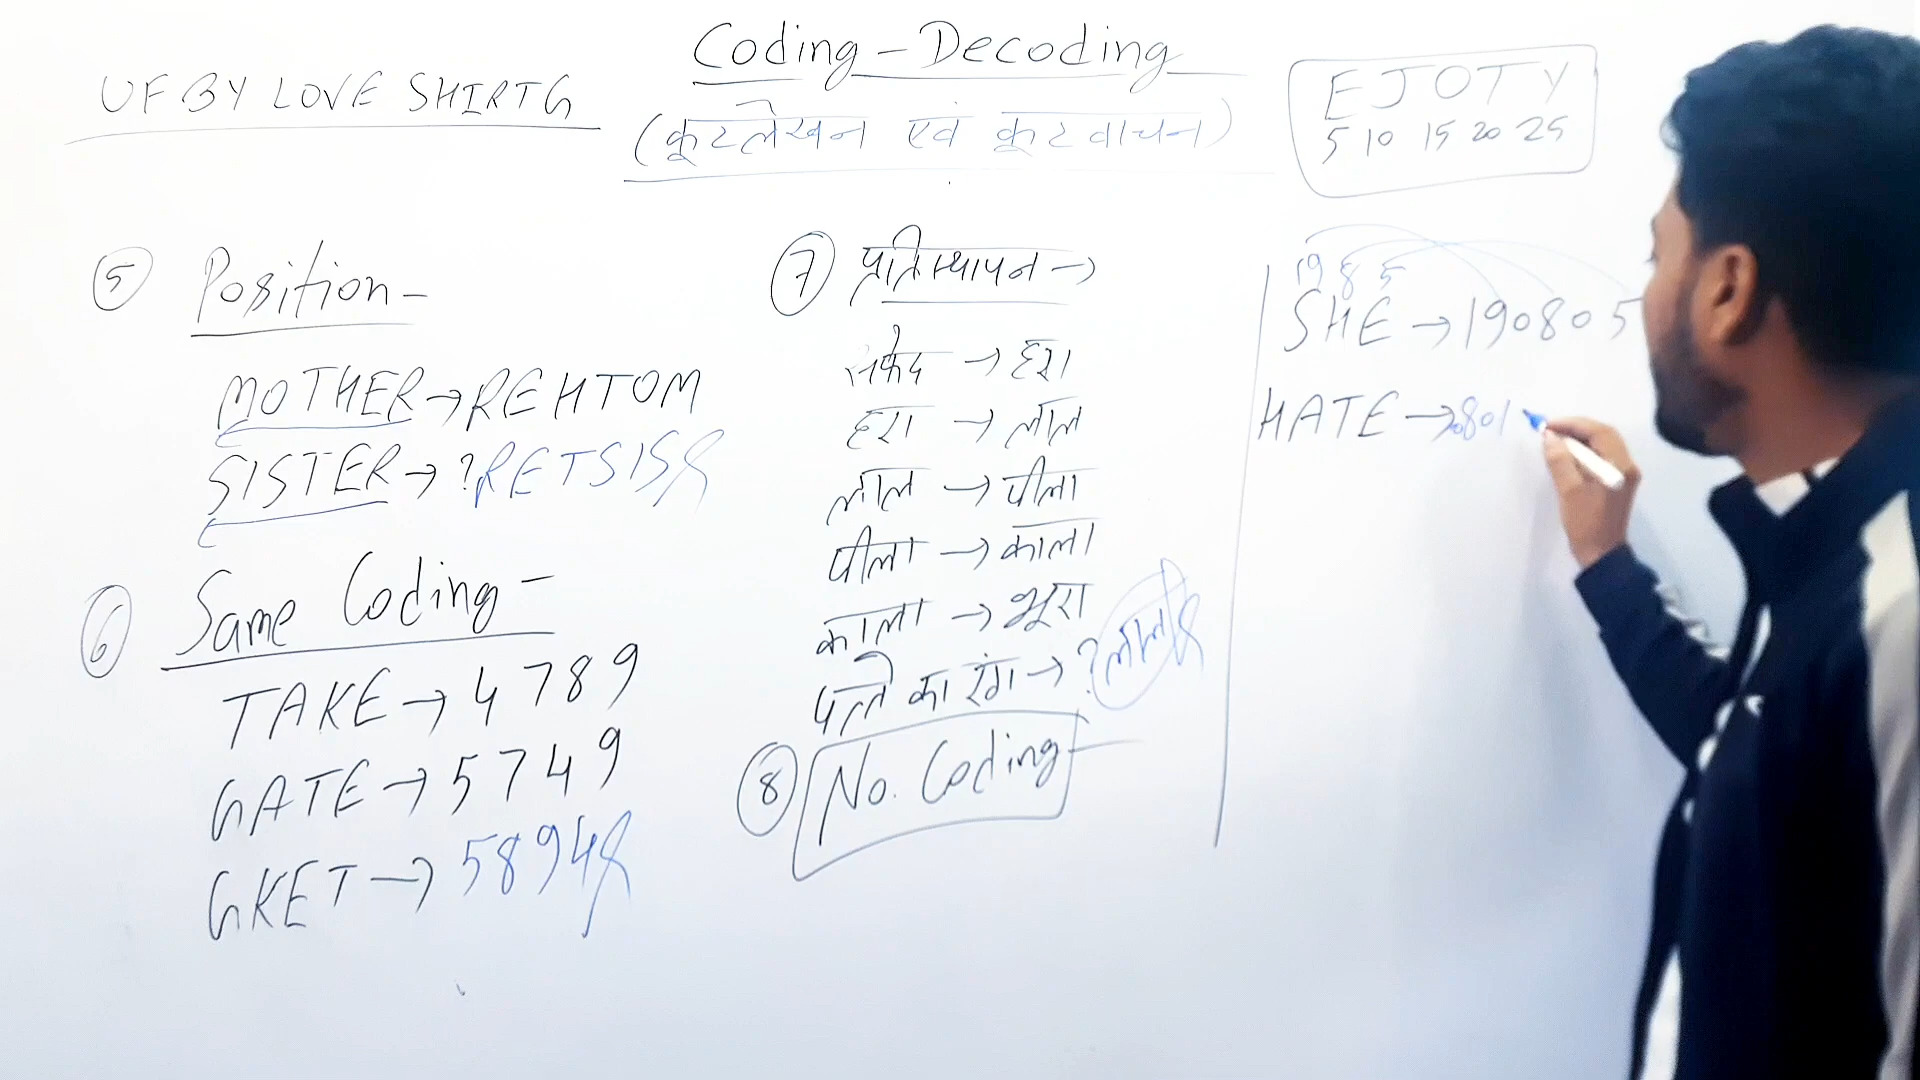 Coding - Decoding
UF BY LOVE SHIRTG
(कूटलेखन एवं कूटवाचन)
E J O T Y
5 10 15 20 25
⑤ Position -
MOTHER → REHTOM
SISTER → ? RETSIS
⑥ Same Coding -
TAKE → 4789
GATE → 5749
GKET → 5894
⑦ प्रतिस्थापन →
सफेद → हरा
हरा → लाल
लाल → पीला
पीला → काला
काला → भूरा
पत्ते का रंग → ? लाल
⑧ No. Coding -
19 8 5
SHE → 190805
HATE → 0801